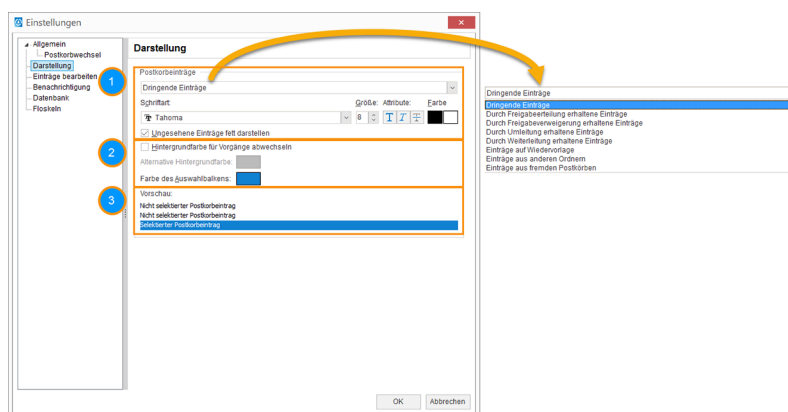 Einstellungen
Allgemein
Postkorbwechsel
Darstellung
Einträge bearbeiten
Benachrichtigung
Datenbank
Floskeln
Darstellung
1
Postkorbeinträge
Dringende Einträge
Schriftart: Größe: Attribute: Farbe
Tr Tahoma 8 T T T
Ungesehene Einträge fett darstellen
2
Hintergrundfarbe für Vorgänge abwechseln
Alternative Hintergrundfarbe:
Farbe des Auswahlbalkens:
3
Vorschau:
Nicht selektierter Postkorbeintrag
Nicht selektierter Postkorbeintrag
Selektierter Postkorbeintrag
OK Abbrechen
Dringende Einträge
Dringende Einträge
Durch Freigabeerteilung erhaltene Einträge
Durch Freigabeverweigerung erhaltene Einträge
Durch Umleitung erhaltene Einträge
Durch Weiterleitung erhaltene Einträge
Einträge auf Wiedervorlage
Einträge aus anderen Ordnern
Einträge aus fremden Postkörben